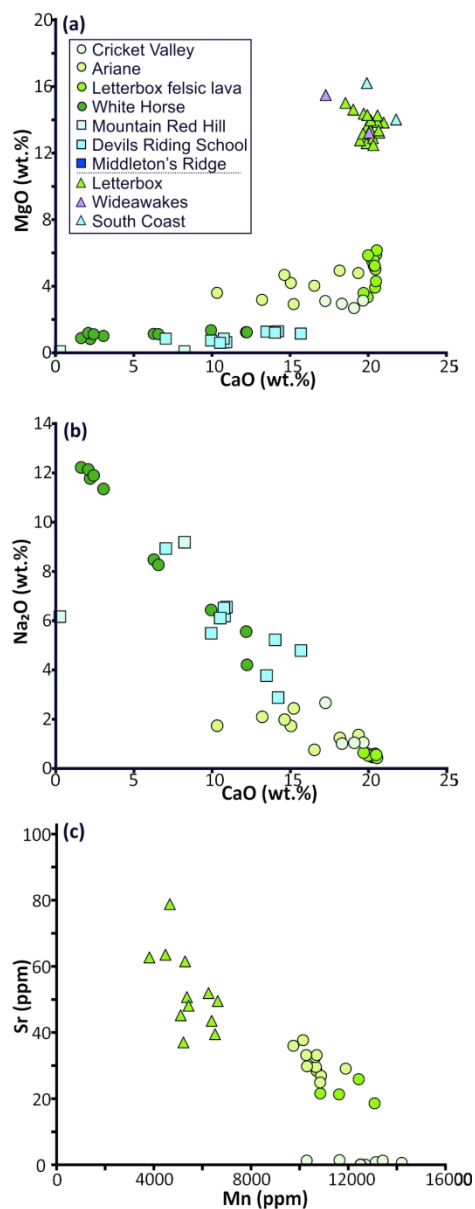 20
(a)
Cricket Valley
Ariane
16
Letterbox felsic lava
White Horse
Mountain Red Hill
12
Devils Riding School
Middleton's Ridge
Letterbox
8
Wideawakes
South Coast
MgO (wt.%)
4
0
0 5 10 15 20 25
CaO (wt.%)
14
(b)
12
10
8
Na₂O (wt.%)
6
4
2
0
0 5 10 15 20 25
CaO (wt.%)
100
(c)
80
60
Sr (ppm)
40
20
0
0 4000 8000 12000 16000
Mn (ppm)